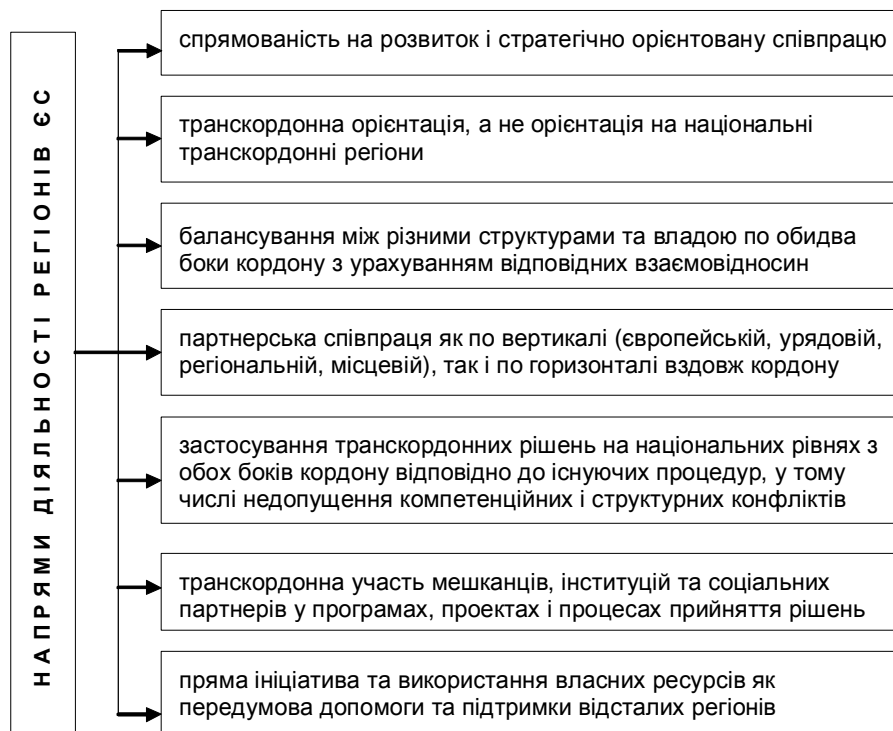 НАПРЯМИ ДІЯЛЬНОСТІ РЕГІОНІВ ЄС
спрямованість на розвиток і стратегічно орієнтовану співпрацю
транскордонна орієнтація, а не орієнтація на національні
транскордонні регіони
балансування між різними структурами та владою по обидва
боки кордону з урахуванням відповідних взаємовідносин
партнерська співпраця як по вертикалі (європейській, урядовій,
регіональній, місцевій), так і по горизонталі вздовж кордону
застосування транскордонних рішень на національних рівнях з
обох боків кордону відповідно до існуючих процедур, у тому
числі недопущення компетенційних і структурних конфліктів
транскордонна участь мешканців, інституцій та соціальних
партнерів у програмах, проектах і процесах прийняття рішень
пряма ініціатива та використання власних ресурсів як
передумова допомоги та підтримки відсталих регіонів